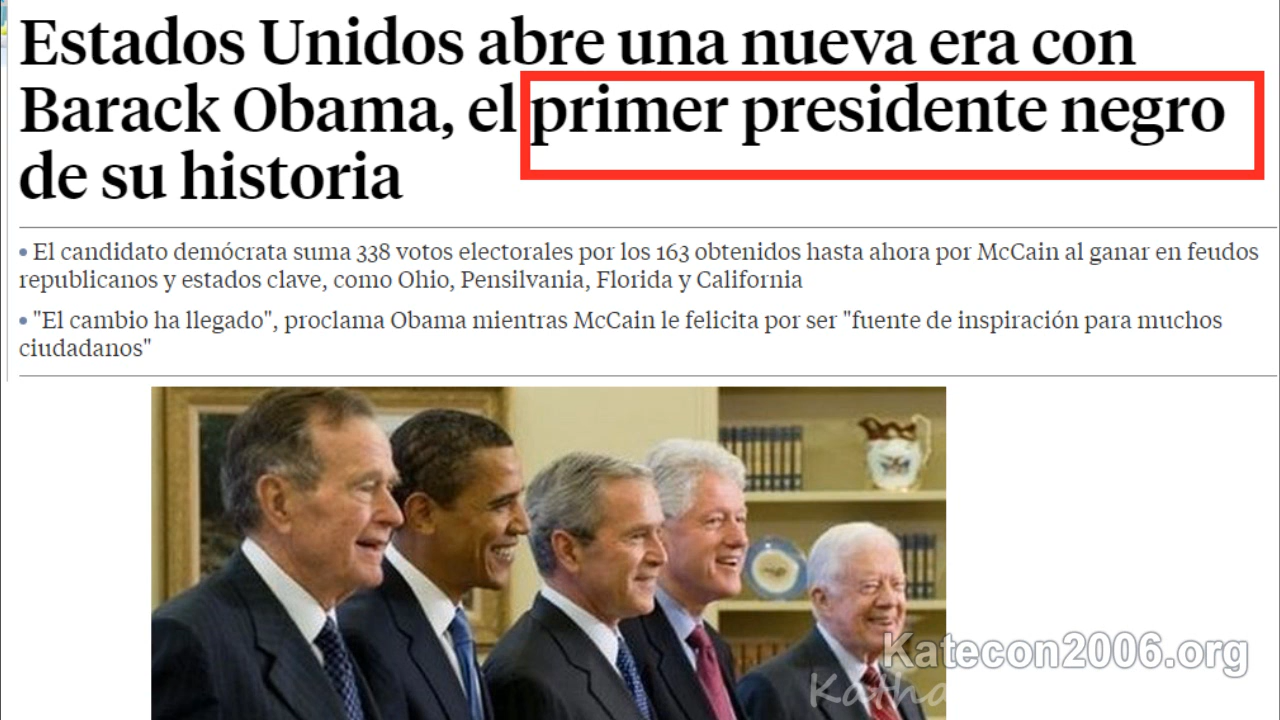 Estados Unidos abre una nueva era con
Barack Obama, el primer presidente negro
de su historia
• El candidato demócrata suma 338 votos electorales por los 163 obtenidos hasta ahora por McCain al ganar en feudos
republicanos y estados clave, como Ohio, Pensilvania, Florida y California
• "El cambio ha llegado", proclama Obama mientras McCain le felicita por ser "fuente de inspiración para muchos
ciudadanos"
Katecon2006.org